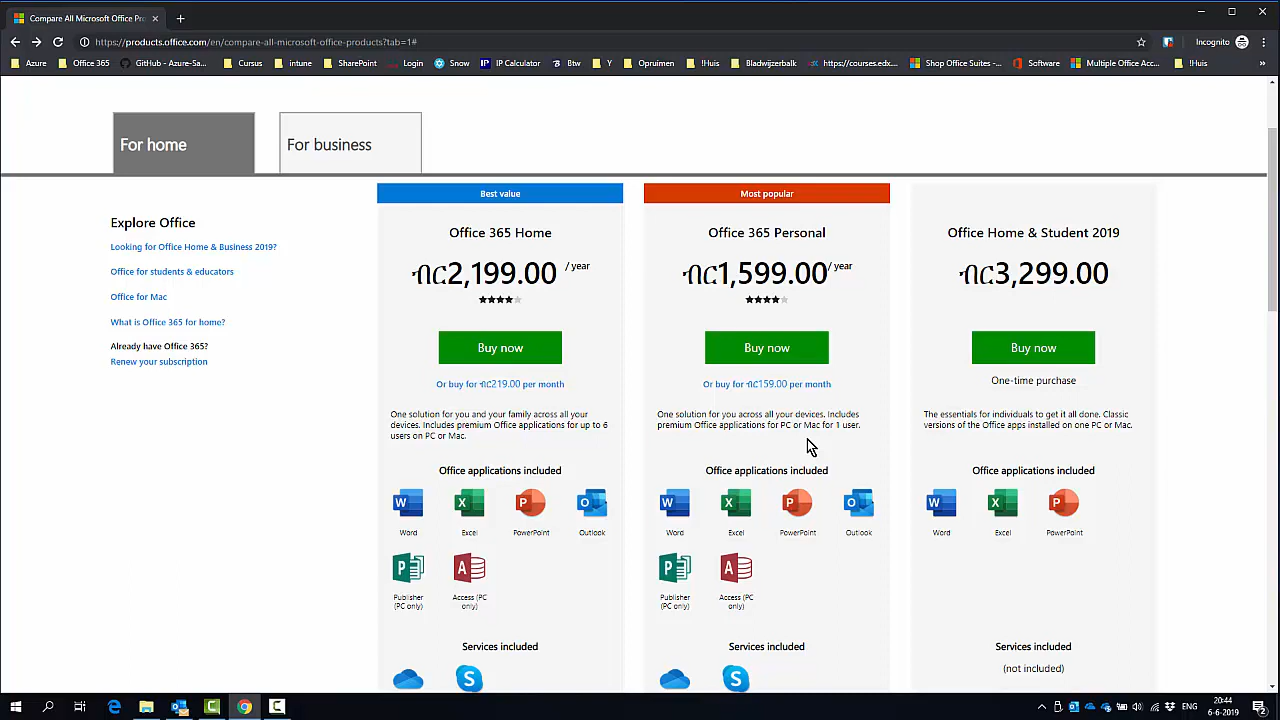 Compare All Microsoft Office Pro
https://products.office.com/en/compare-all-microsoft-office-products?tab=1#
Incognito
Azure
Office 365
GitHub - Azure-Sa...
Cursus
intune
SharePoint
Login
Snow
IP Calculator
Btw
Y
Opruimen
!Huis
Bladwijzerbalk
https://courses.edx...
Shop Office Suites -...
Software
Multiple Office Acc...
!Huis
»
For home
For business
Explore Office
Looking for Office Home & Business 2019?
Office for students & educators
Office for Mac
What is Office 365 for home?
Already have Office 365?
Renew your subscription
Best value
Office 365 Home
ብር2,199.00 / year
Buy now
Or buy for ብር219.00 per month
One solution for you and your family across all your
devices. Includes premium Office applications for up to 6
users on PC or Mac.
Office applications included
Word
Excel
PowerPoint
Outlook
Publisher
(PC only)
Access (PC
only)
Services included
Most popular
Office 365 Personal
ብር1,599.00 / year
Buy now
Or buy for ብር159.00 per month
One solution for you across all your devices. Includes
premium Office applications for PC or Mac for 1 user.
Office applications included
Word
Excel
PowerPoint
Outlook
Publisher
(PC only)
Access (PC
only)
Services included
Office Home & Student 2019
ብር3,299.00
Buy now
One-time purchase
The essentials for individuals to get it all done. Classic
versions of the Office apps installed on one PC or Mac.
Office applications included
Word
Excel
PowerPoint
Services included
(not included)
ENG
20:44
6-6-2019
2